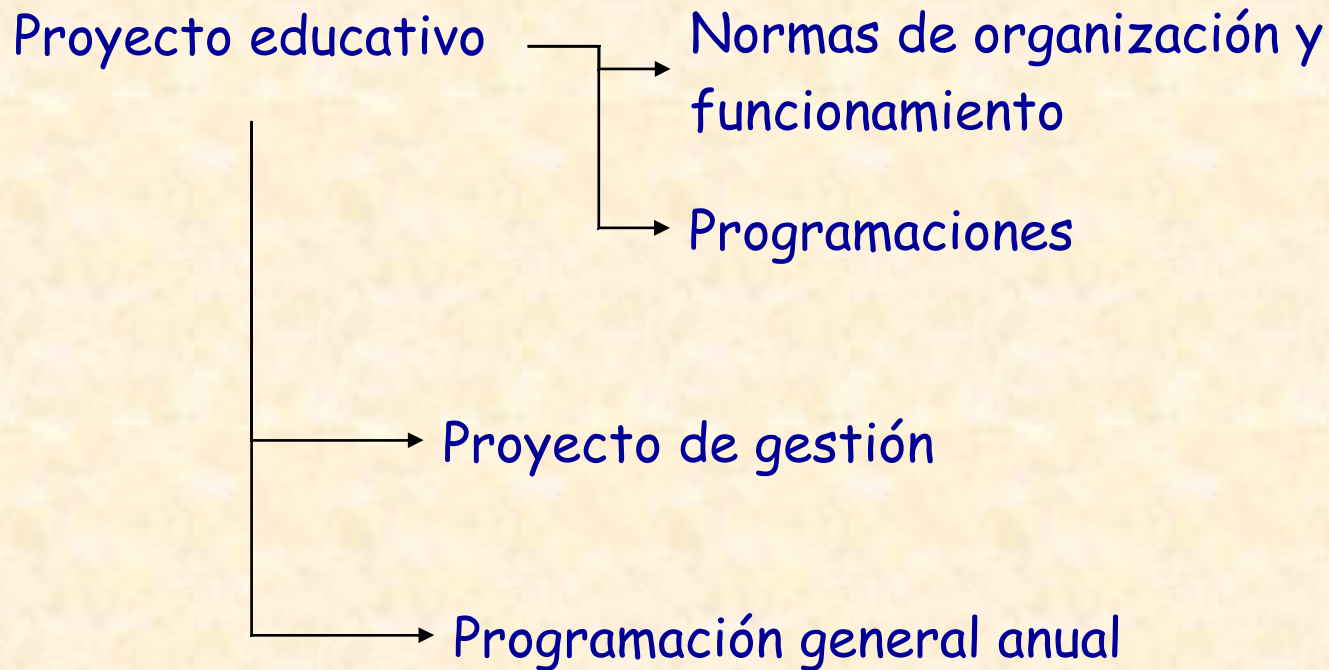 Proyecto educativo
Normas de organización y
funcionamiento
Programaciones
Proyecto de gestión
Programación general anual